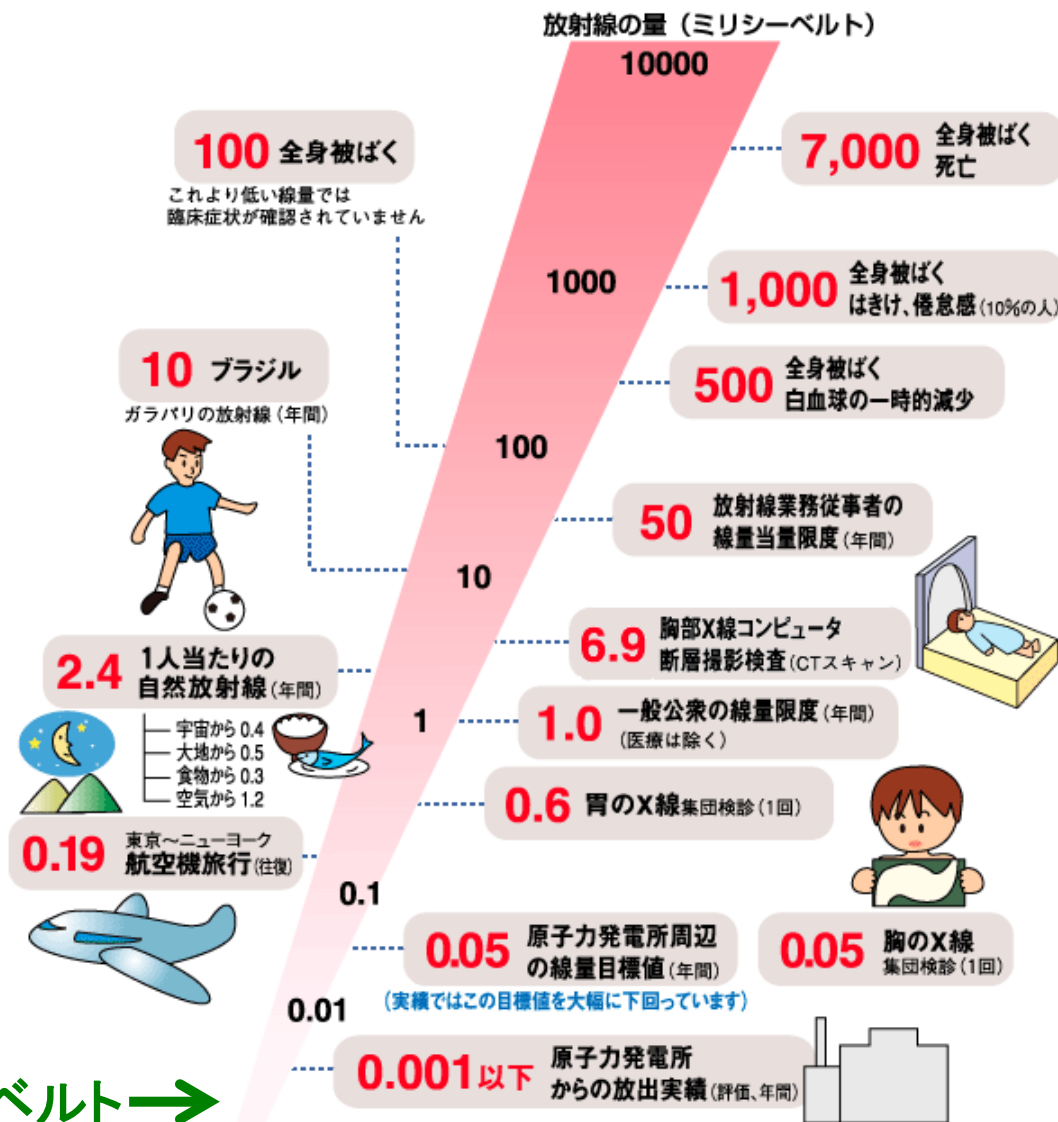 放射線の量（ミリシーベルト）
10000
100 全身被ばく
これより低い線量では
臨床症状が確認されていません
7,000 全身被ばく
死亡
1000
1,000 全身被ばく
はきけ、倦怠感（10%の人）
10 ブラジル
ガラパリの放射線（年間）
500 全身被ばく
白血球の一時的減少
100
50 放射線業務従事者の
線量当量限度（年間）
10
6.9 胸部X線コンピュータ
断層撮影検査（CTスキャン）
2.4 1人当たりの
自然放射線（年間）
宇宙から 0.4
大地から 0.5
食物から 0.3
空気から 1.2
1
1.0 一般公衆の線量限度（年間）
（医療は除く）
0.6 胃のX線集団検診（1回）
0.19 東京〜ニューヨーク
航空機旅行（往復）
0.1
0.05 原子力発電所周辺
の線量目標値（年間）
（実績ではこの目標値を大幅に下回っています）
0.05 胸のX線
集団検診（1回）
0.01
0.001以下 原子力発電所
からの放出実績（評価、年間）
ベルト→